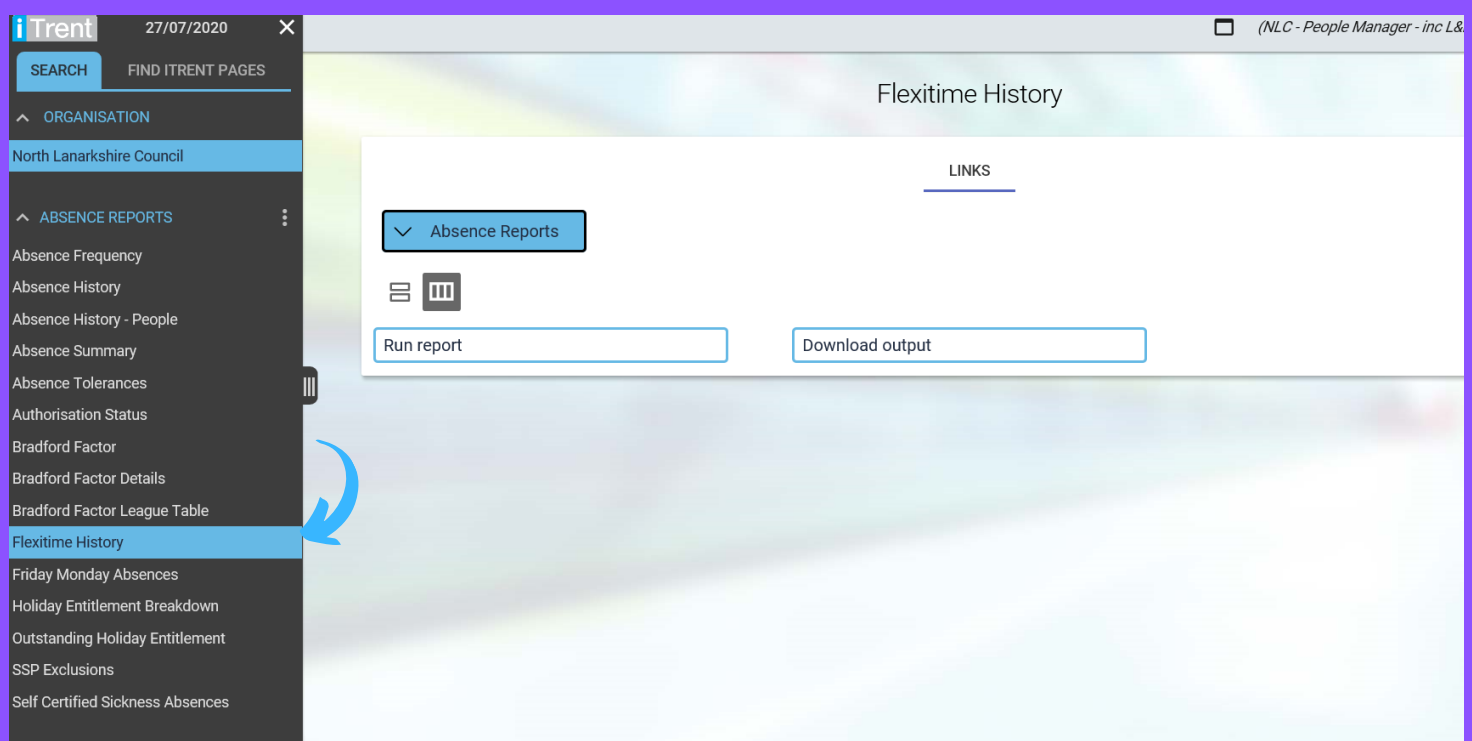 iTrent 27/07/2020
SEARCH FIND ITRENT PAGES
ORGANISATION
North Lanarkshire Council
ABSENCE REPORTS
Absence Frequency
Absence History
Absence History - People
Absence Summary
Absence Tolerances
Authorisation Status
Bradford Factor
Bradford Factor Details
Bradford Factor League Table
Flexitime History
Friday Monday Absences
Holiday Entitlement Breakdown
Outstanding Holiday Entitlement
SSP Exclusions
Self Certified Sickness Absences
(NLC - People Manager - inc L&
Flexitime History
LINKS
Absence Reports
Run report Download output